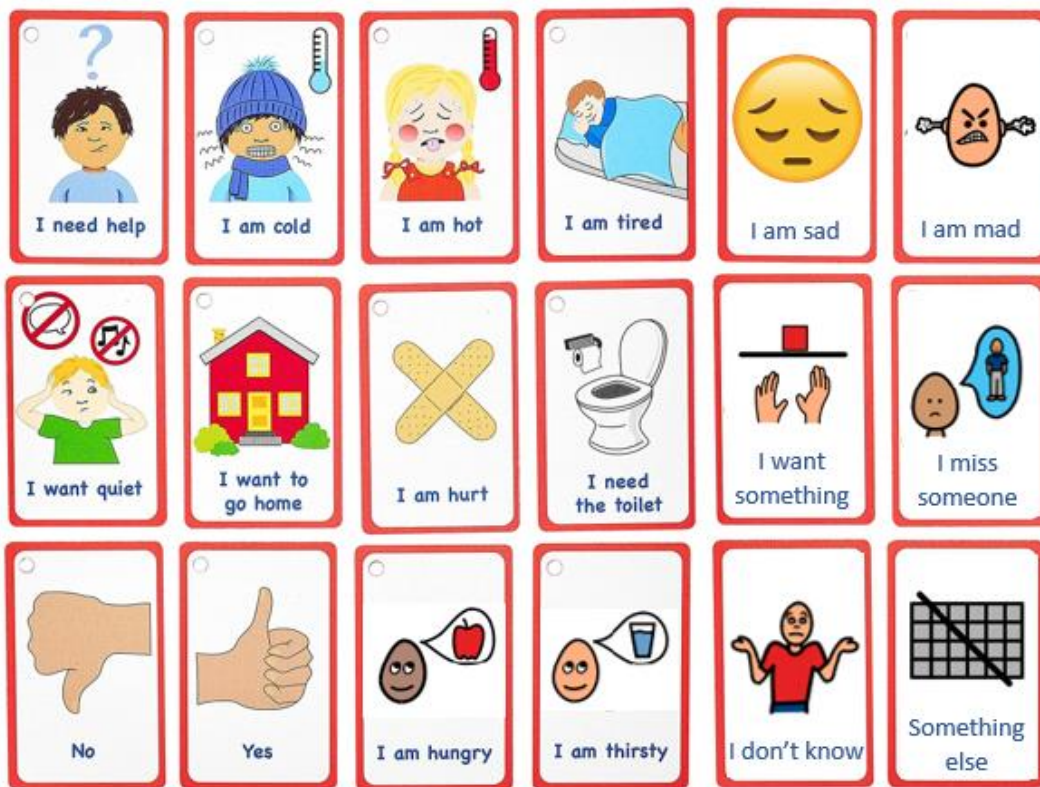 ?
I need help
I am cold
I am hot
I am tired
I am sad
I am mad
I want quiet
I want to
go home
I am hurt
I need
the toilet
I want
something
I miss
someone
No
Yes
I am hungry
I am thirsty
I don't know
Something
else